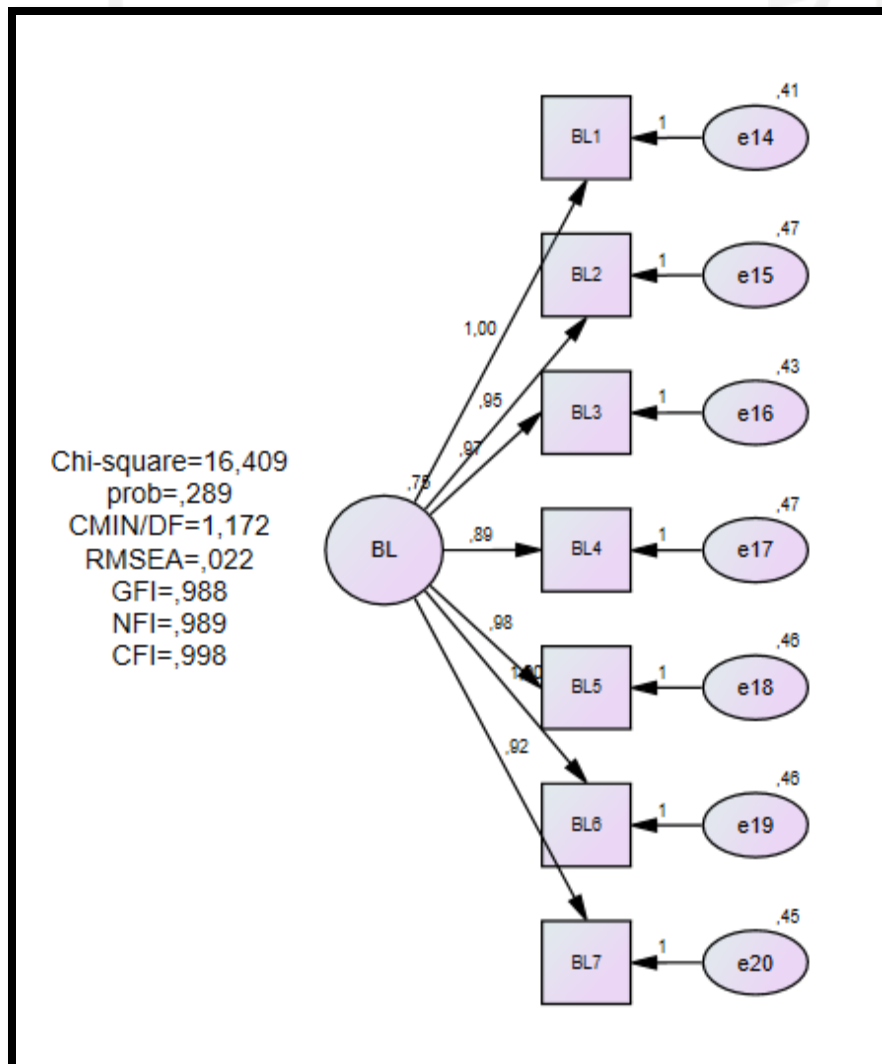 ,41
BL1
1
e14
,47
BL2
1
e15
1,00
,43
,95
BL3
1
e16
,97
Chi-square=16,409
prob=,289
CMIN/DF=1,172
RMSEA=,022
GFI=,988
NFI=,989
CFI=,998
,75
BL
,47
,89
BL4
1
e17
,46
,98
BL5
1
e18
,92
,46
BL6
1
e19
,45
BL7
1
e20